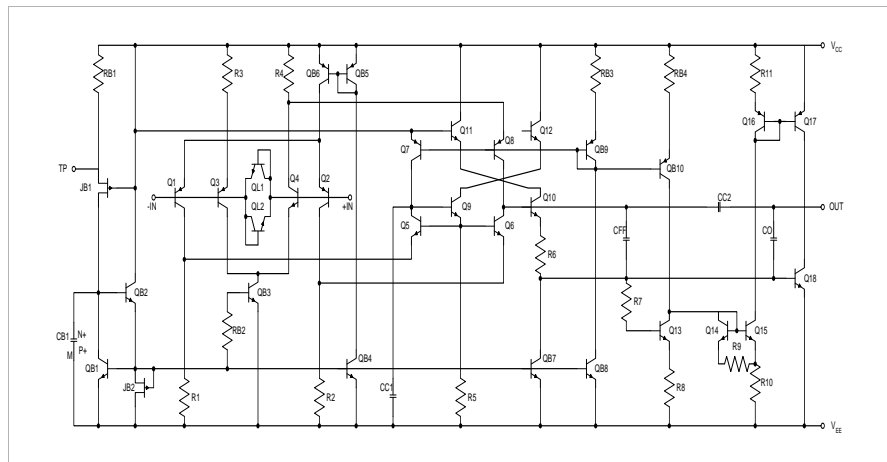 VCC
RB1
R3
R4
QB6
QB5
RB3
RB4
R11
Q11
Q8
Q12
Q16
Q17
Q7
QB9
QB10
TP
JB1
Q1
Q3
QL1
QL2
Q4
Q2
-IN
+IN
Q9
Q10
CC2
OUT
Q5
Q6
R6
CFF
CO
QB2
QB3
Q18
R7
RB2
CB1
N+
P+
M
Q13
Q14
Q15
R9
QB1
JB2
QB4
QB7
QB8
CC1
R1
R2
R5
R8
R10
VEE